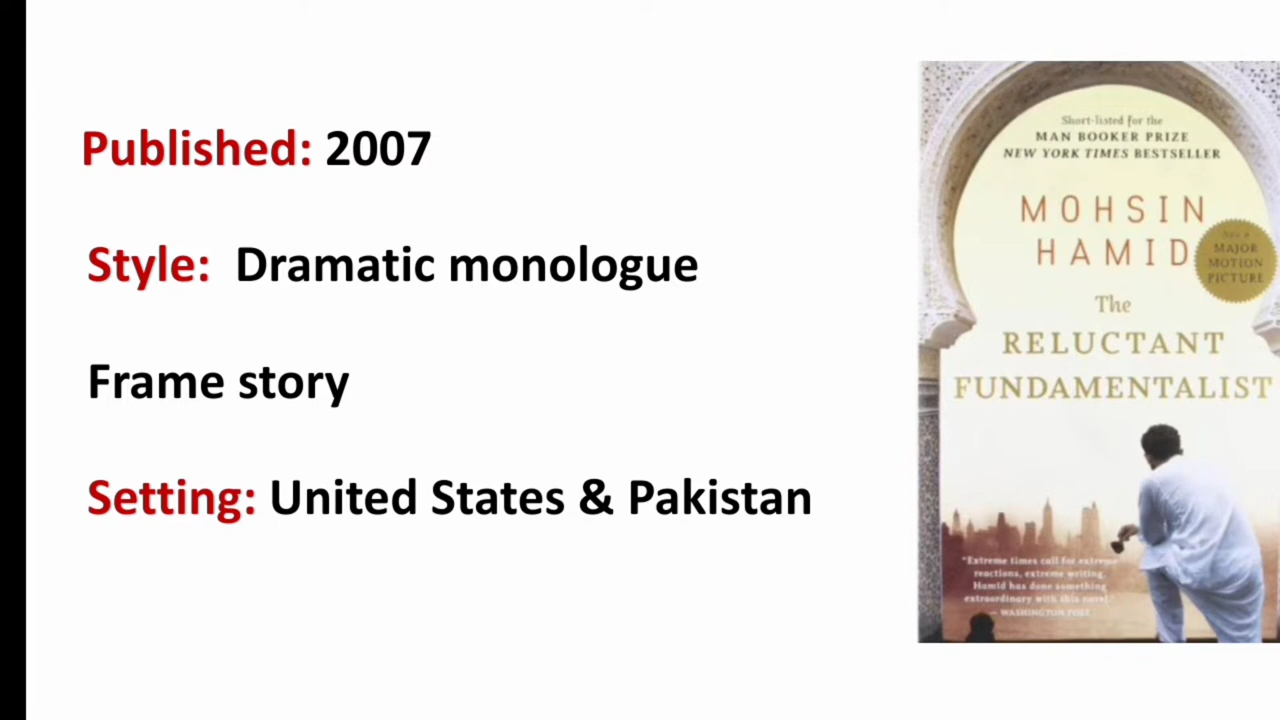 Published: 2007
Style: Dramatic monologue
Frame story
Setting: United States & Pakistan
Short-listed for the
MAN BOOKER PRIZE
NEW YORK TIMES BESTSELLER
MOHSIN
HAMID
Now a
MAJOR
MOTION
PICTURE
The
RELUCTANT
FUNDAMENTALIST
"Extreme times call for extreme
reactions, extreme writing.
Hamid has done something
extraordinary with this novel."
— WASHINGTON POST